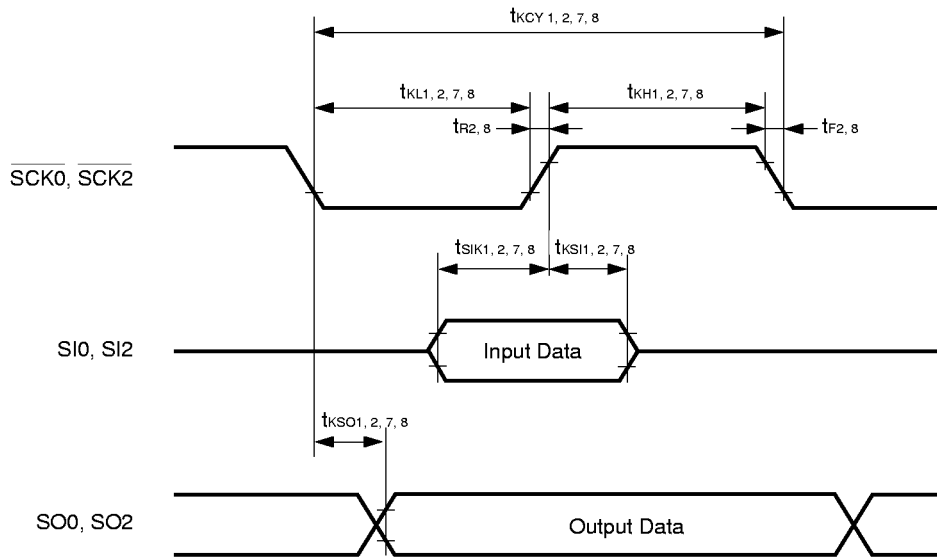 tKCY 1, 2, 7, 8
tKL1, 2, 7, 8
tKH1, 2, 7, 8
tR2, 8
tF2, 8
SCK0, SCK2
tSIK1, 2, 7, 8
tKSI1, 2, 7, 8
SI0, SI2
Input Data
tKSO1, 2, 7, 8
SO0, SO2
Output Data